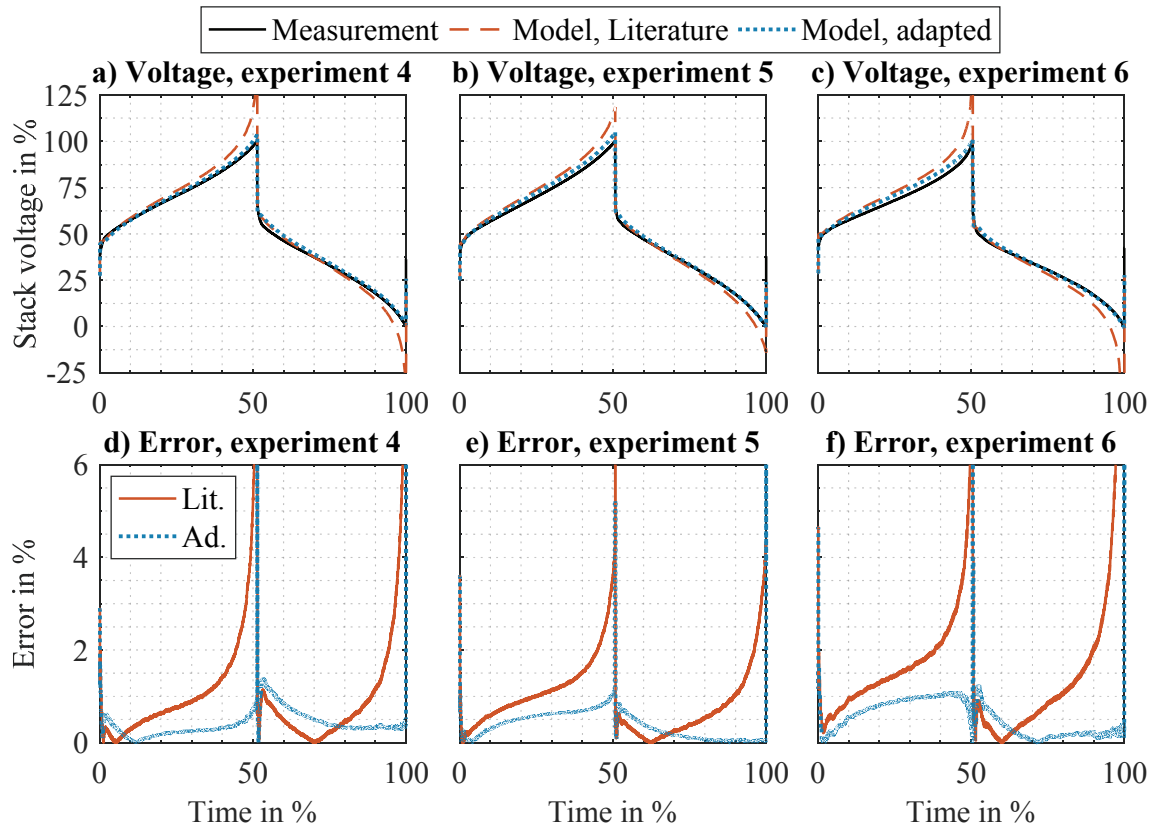 Measurement Model, Literature Model, adapted
a) Voltage, experiment 4 b) Voltage, experiment 5 c) Voltage, experiment 6
Stack voltage in %
125
100
75
50
25
0
-25
0 50 100 0 50 100 0 50 100
d) Error, experiment 4 e) Error, experiment 5 f) Error, experiment 6
Error in %
6
4
2
0
Lit.
Ad.
0 50 100 0 50 100 0 50 100
Time in % Time in % Time in %